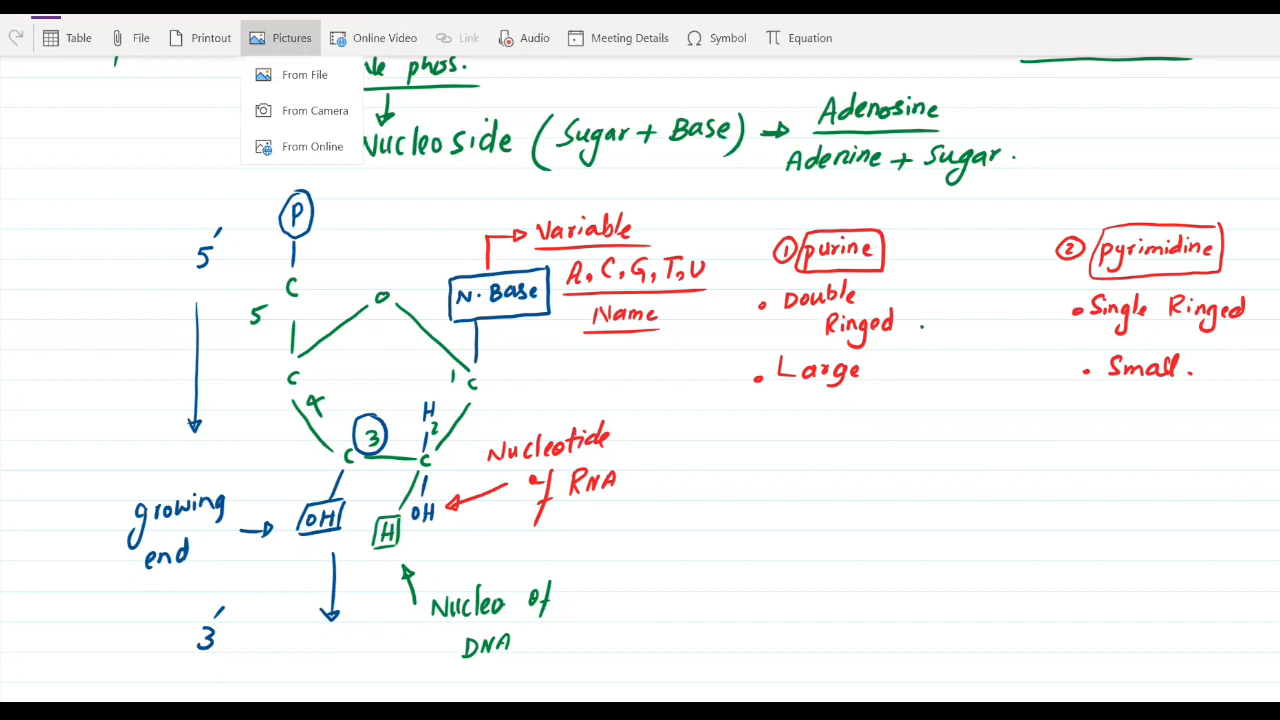 Table File Printout Pictures Online Video Link Audio Meeting Details Symbol Equation
From File
From Camera
From Online
phos.
Nucleoside (Sugar + Base) → Adenosine
Adenine + Sugar.
P
5′
C
5
O
N. Base
Variable
A, C, G, T, U
Name
① purine
• Double
Ringed
• Large
② pyrimidine
• Single Ringed
• Small.
C
4
1 C
H
2
3
C
C
OH
H
OH
Nucleotide
of RNA
growing
end
3′
Nucleo of
DNA